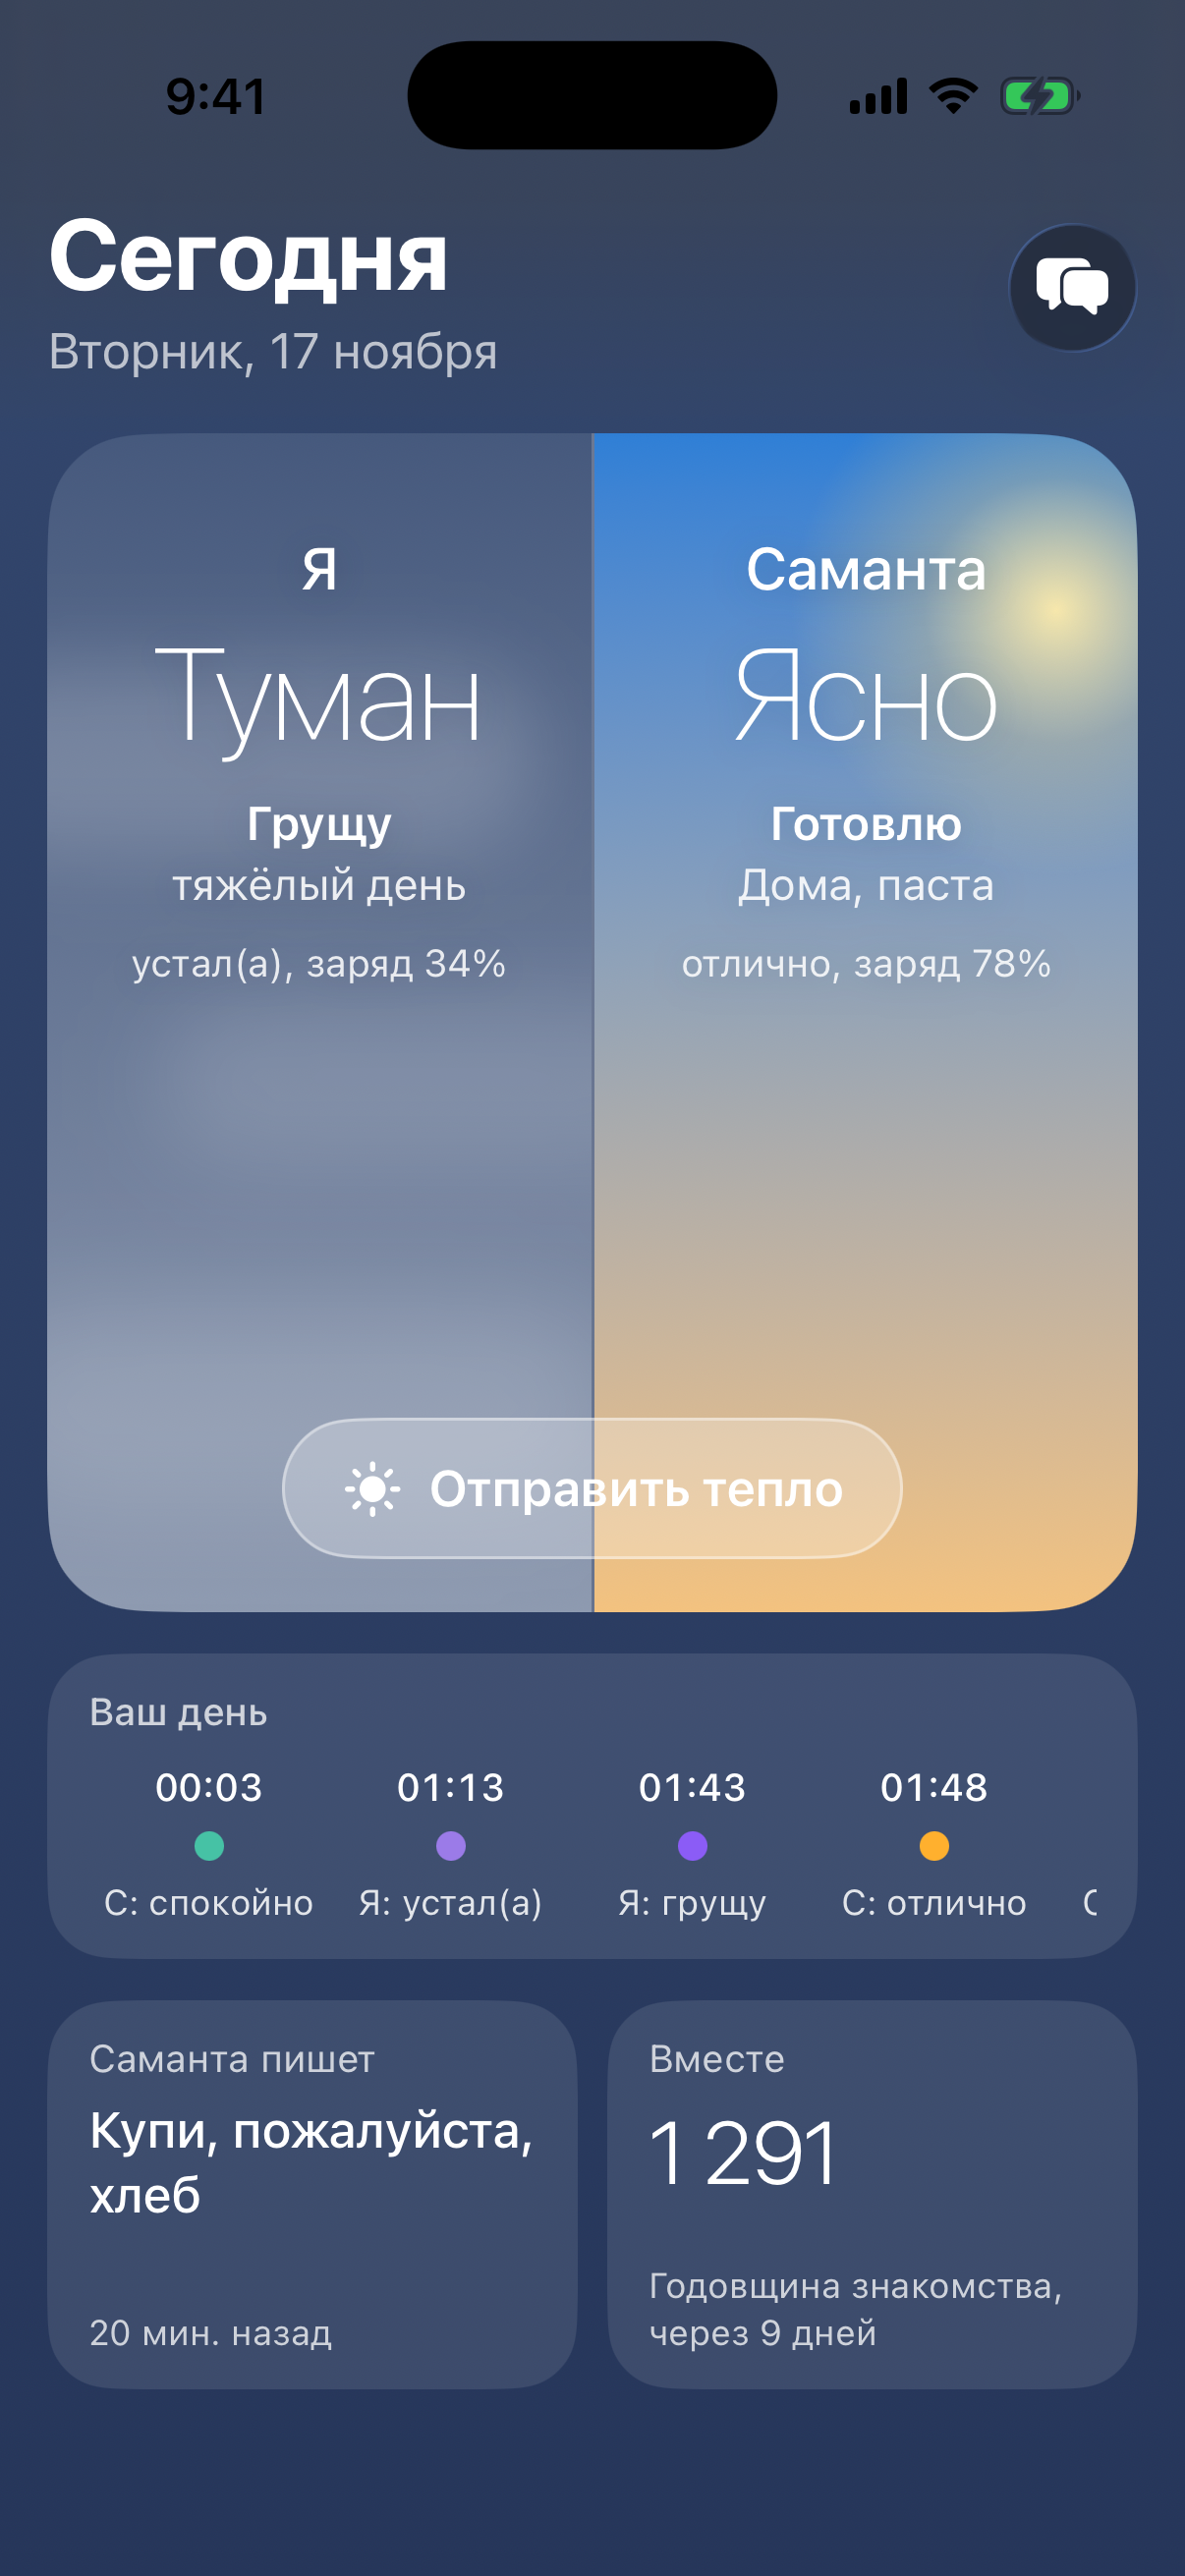 9:41
Сегодня
Вторник, 17 ноября
Я
Туман
Грущу
тяжёлый день
устал(а), заряд 34%
Саманта
Ясно
Готовлю
Дома, паста
отлично, заряд 78%
Отправить тепло
Ваш день
00:03 01:13 01:43 01:48
С: спокойно Я: устал(а) Я: грущу С: отлично
Саманта пишет
Купи, пожалуйста,
хлеб
20 мин. назад
Вместе
1 291
Годовщина знакомства,
через 9 дней